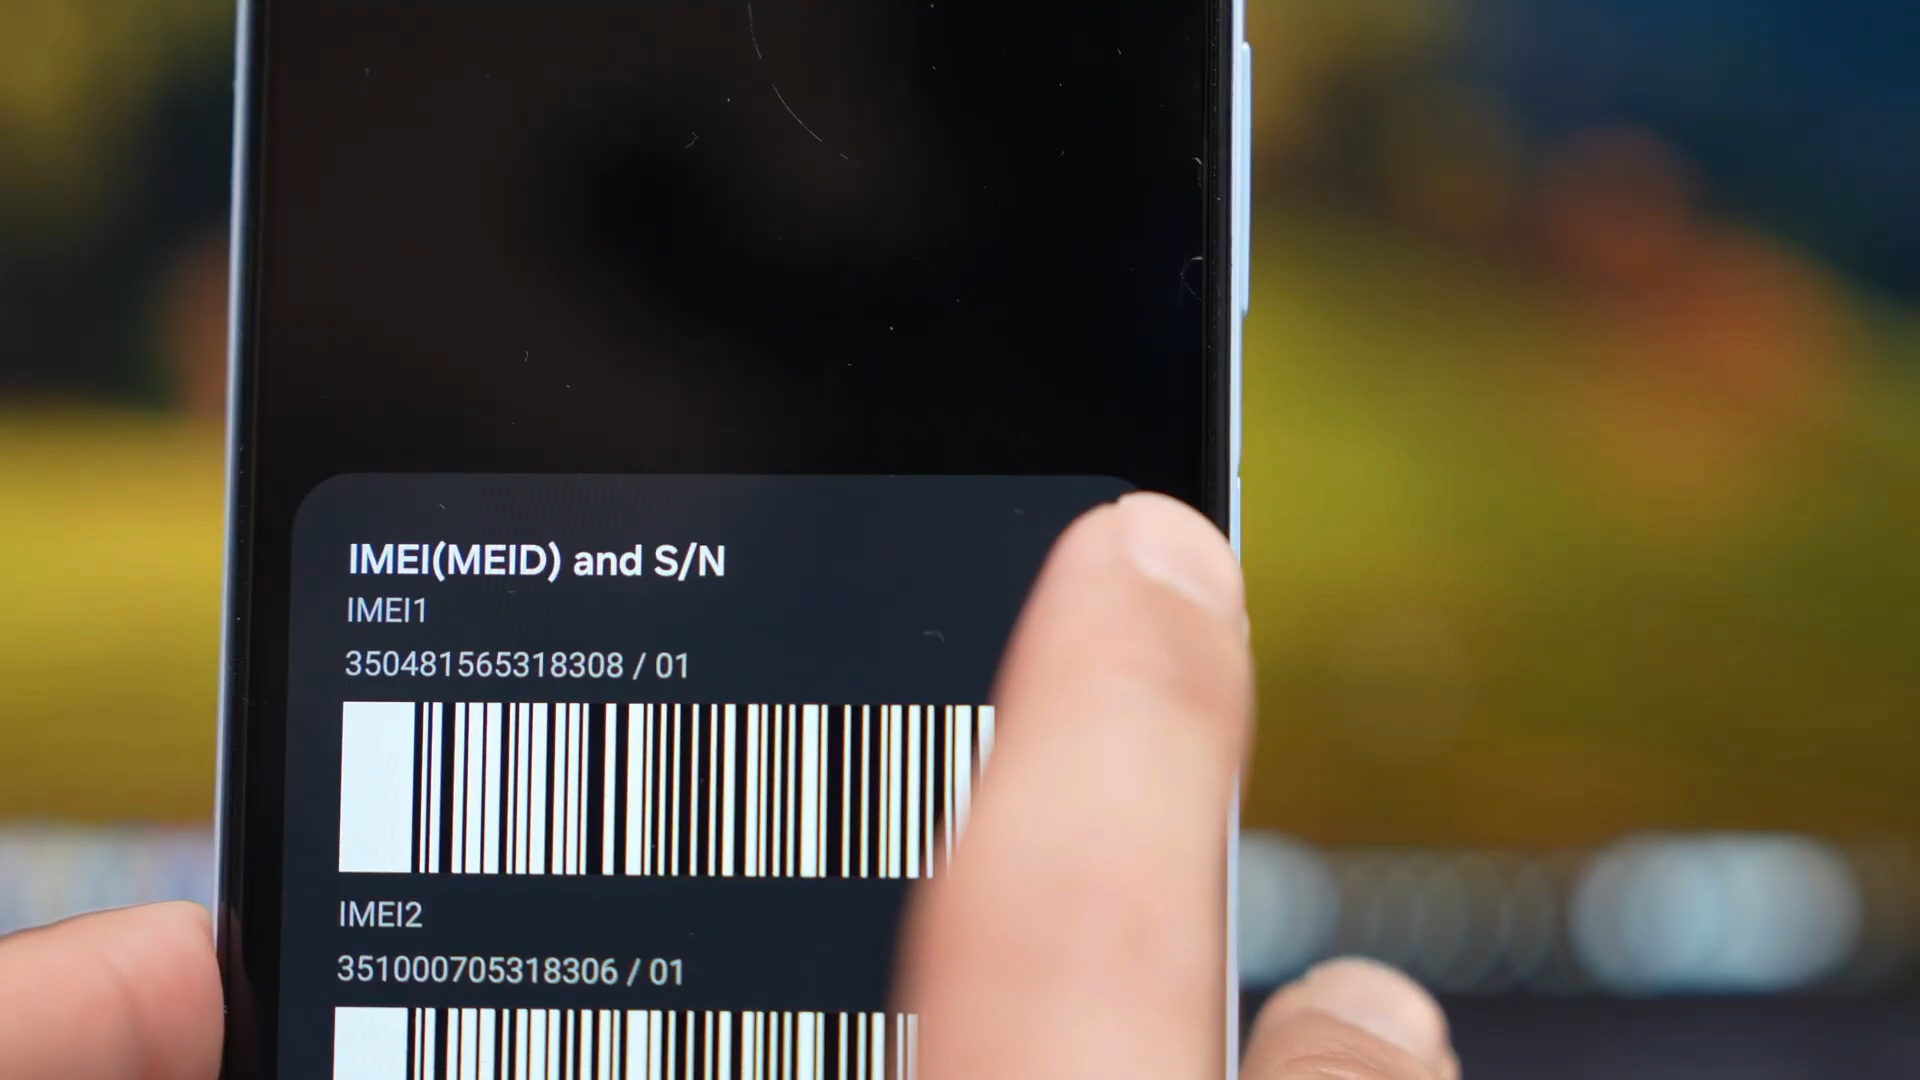 IMEI(MEID) and S/N
IMEI1
350481565318308 / 01
IMEI2
351000705318306 / 01